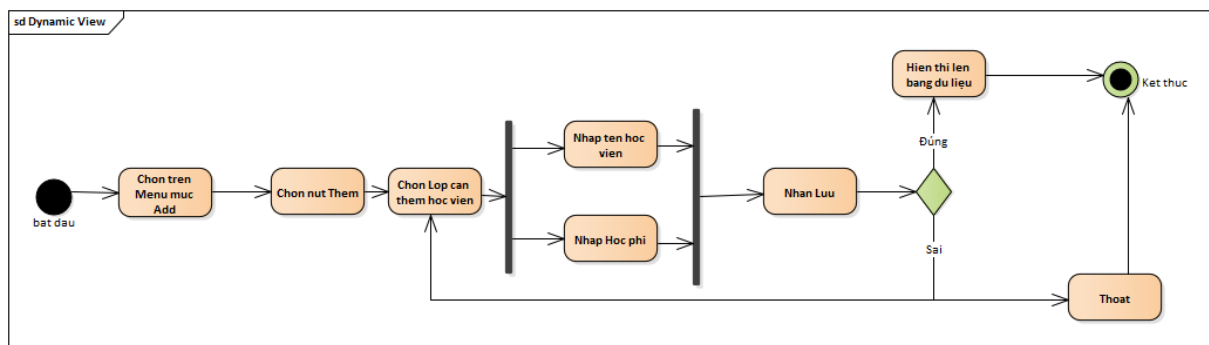 sd Dynamic View
bat dau
Chon tren
Menu muc
Add
Chon nut Them
Chon Lop can
them hoc vien
Nhap ten hoc
vien
Nhap Hoc phi
Nhan Luu
Đúng
Sai
Hien thi len
bang du liệu
Ket thuc
Thoat